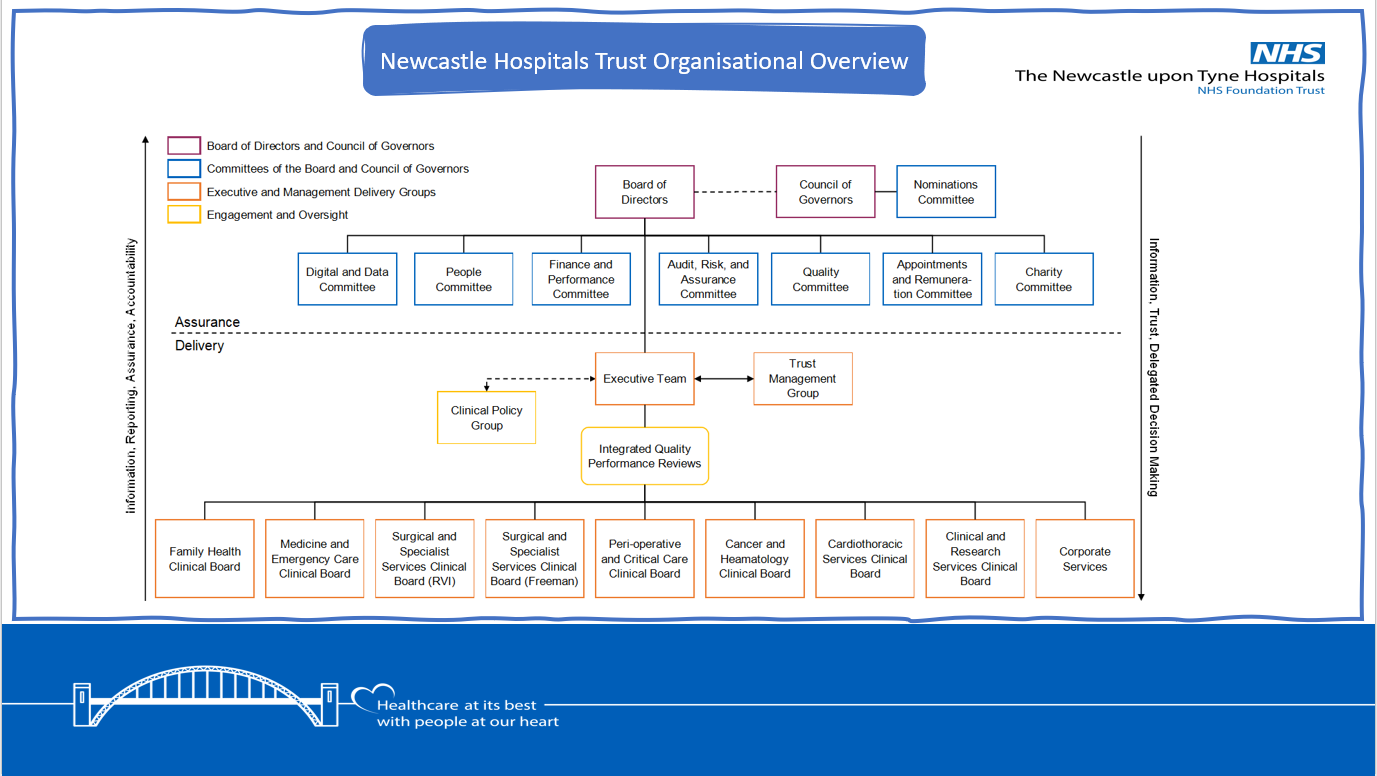 Newcastle Hospitals Trust Organisational Overview
NHS
The Newcastle upon Tyne Hospitals
NHS Foundation Trust
Board of Directors and Council of Governors
Committees of the Board and Council of Governors
Executive and Management Delivery Groups
Engagement and Oversight
Information, Reporting, Assurance, Accountability
Information, Trust, Delegated Decision Making
Board of
Directors
Council of
Governors
Nominations
Committee
Digital and Data
Committee
People
Committee
Finance and
Performance
Committee
Audit, Risk, and
Assurance
Committee
Quality
Committee
Appointments
and Remunera-
tion Committee
Charity
Committee
Assurance
Delivery
Executive Team
Trust
Management
Group
Clinical Policy
Group
Integrated Quality
Performance Reviews
Family Health
Clinical Board
Medicine and
Emergency Care
Clinical Board
Surgical and
Specialist
Services Clinical
Board (RVI)
Surgical and
Specialist
Services Clinical
Board (Freeman)
Peri-operative
and Critical Care
Clinical Board
Cancer and
Heamatology
Clinical Board
Cardiothoracic
Services Clinical
Board
Clinical and
Research
Services Clinical
Board
Corporate
Services
Healthcare at its best
with people at our heart